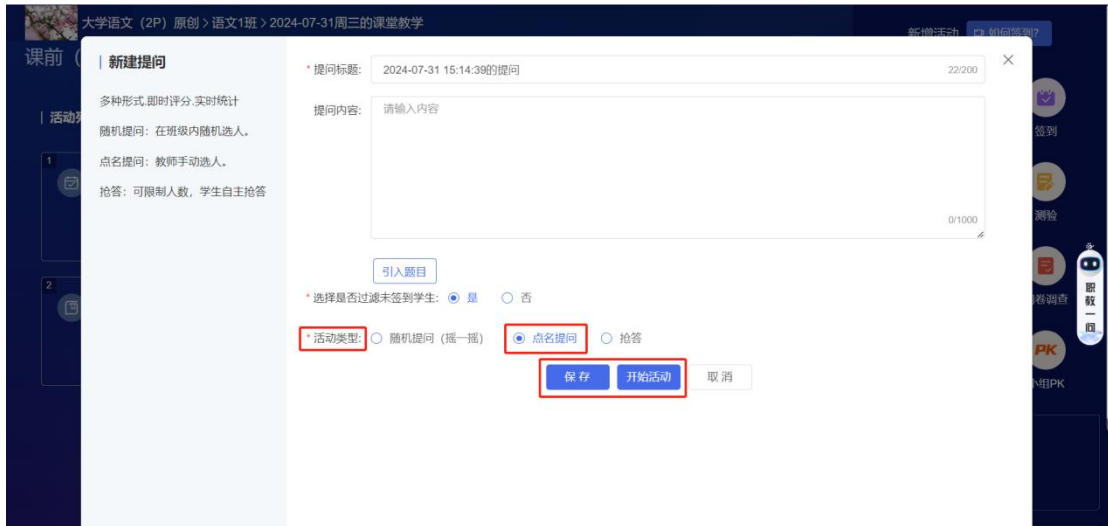 大学语文（2P）原创 > 语文1班 > 2024-07-31周三的课堂教学
新增活动 如何签到?
课前（
新建提问
* 提问标题: 2024-07-31 15:14:39的提问 22/200
多种形式.即时评分.实时统计
提问内容: 请输入内容
活动
随机提问：在班级内随机选人。
签到
1
点名提问：教师手动选人。
抢答：可限制人数，学生自主抢答
测验
0/1000
引入题目
2
* 选择是否过滤未签到学生: 是 否
卷调查
职教一问
* 活动类型: 随机提问（摇一摇） 点名提问 抢答
PK
保存 开始活动 取消
小组PK